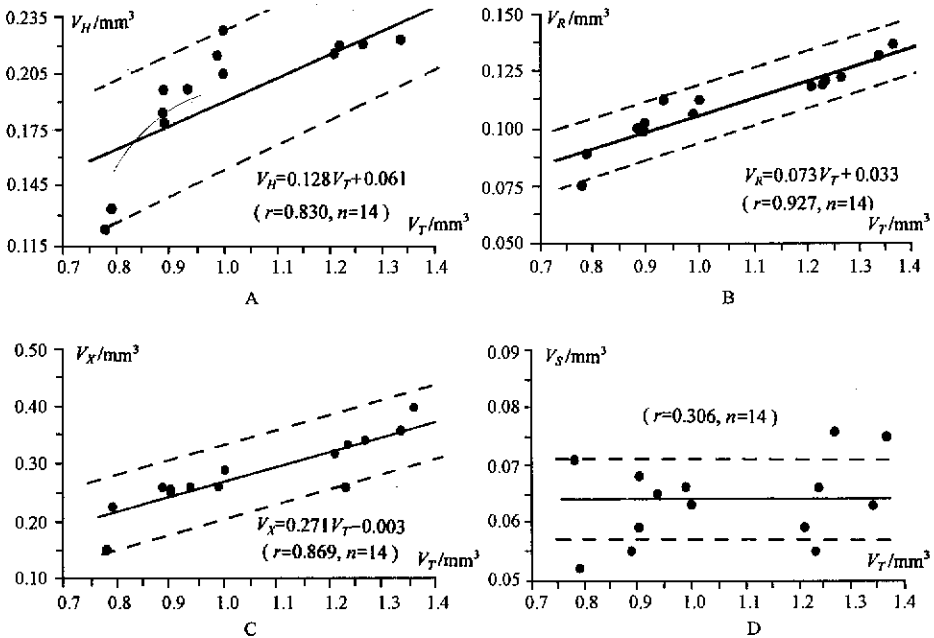 V_H/mm³
0.235
0.205
0.175
0.145
0.115
V_H=0.128V_T+0.061
( r=0.830, n=14 )
V_T/mm³
0.7 0.8 0.9 1.0 1.1 1.2 1.3 1.4
A
V_R/mm³
0.150
0.125
0.100
0.075
0.050
V_R=0.073V_T+0.033
( r=0.927, n=14)
V_T/mm³
0.7 0.8 0.9 1.0 1.1 1.2 1.3 1.4
B
V_X/mm³
0.50
0.40
0.30
0.20
0.10
V_X=0.271V_T−0.003
( r=0.869, n=14 )
V_T/mm³
0.7 0.8 0.9 1.0 1.1 1.2 1.3 1.4
C
V_S/mm³
0.09
0.08
0.07
0.06
0.05
( r=0.306, n=14 )
V_T/mm³
0.7 0.8 0.9 1.0 1.1 1.2 1.3 1.4
D